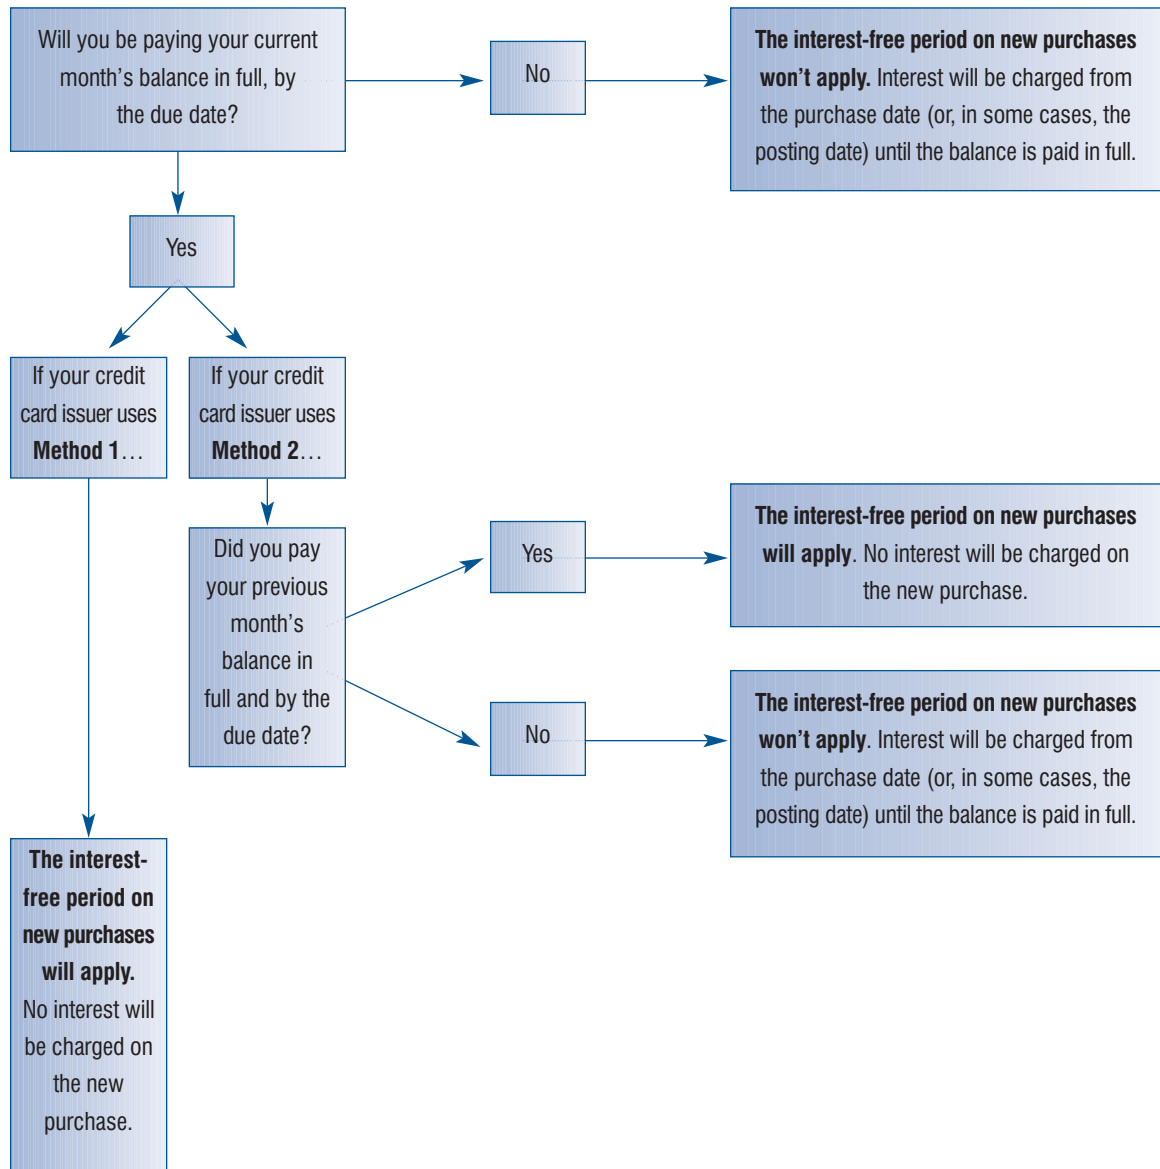 Will you be paying your current
month's balance in full, by
the due date?
No
The interest-free period on new purchases
won't apply. Interest will be charged from
the purchase date (or, in some cases, the
posting date) until the balance is paid in full.
Yes
If your credit
card issuer uses
Method 1…
If your credit
card issuer uses
Method 2…
Did you pay
your previous
month's
balance in
full and by the
due date?
Yes
The interest-free period on new purchases
will apply. No interest will be charged on
the new purchase.
No
The interest-free period on new purchases
won't apply. Interest will be charged from
the purchase date (or, in some cases, the
posting date) until the balance is paid in full.
The interest-
free period on
new purchases
will apply.
No interest will
be charged on
the new
purchase.